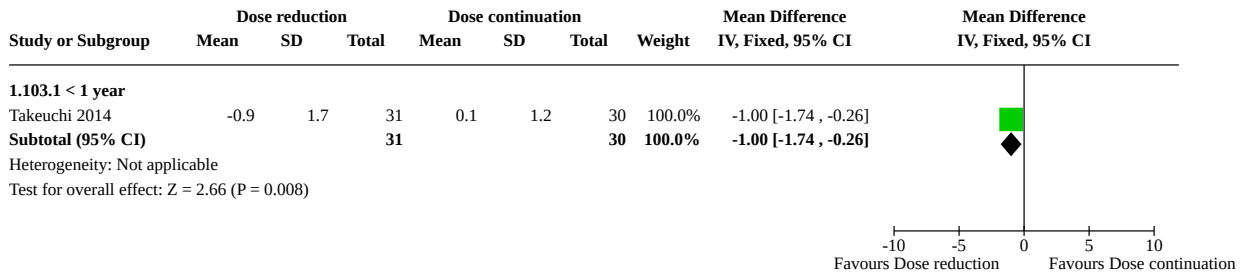 Dose reduction Dose continuation Mean Difference Mean Difference
Study or Subgroup Mean SD Total Mean SD Total Weight IV, Fixed, 95% CI IV, Fixed, 95% CI
1.103.1 < 1 year
Takeuchi 2014 -0.9 1.7 31 0.1 1.2 30 100.0% -1.00 [-1.74 , -0.26]
Subtotal (95% CI) 31 30 100.0% -1.00 [-1.74 , -0.26]
Heterogeneity: Not applicable
Test for overall effect: Z = 2.66 (P = 0.008)
-10 -5 0 5 10
Favours Dose reduction Favours Dose continuation